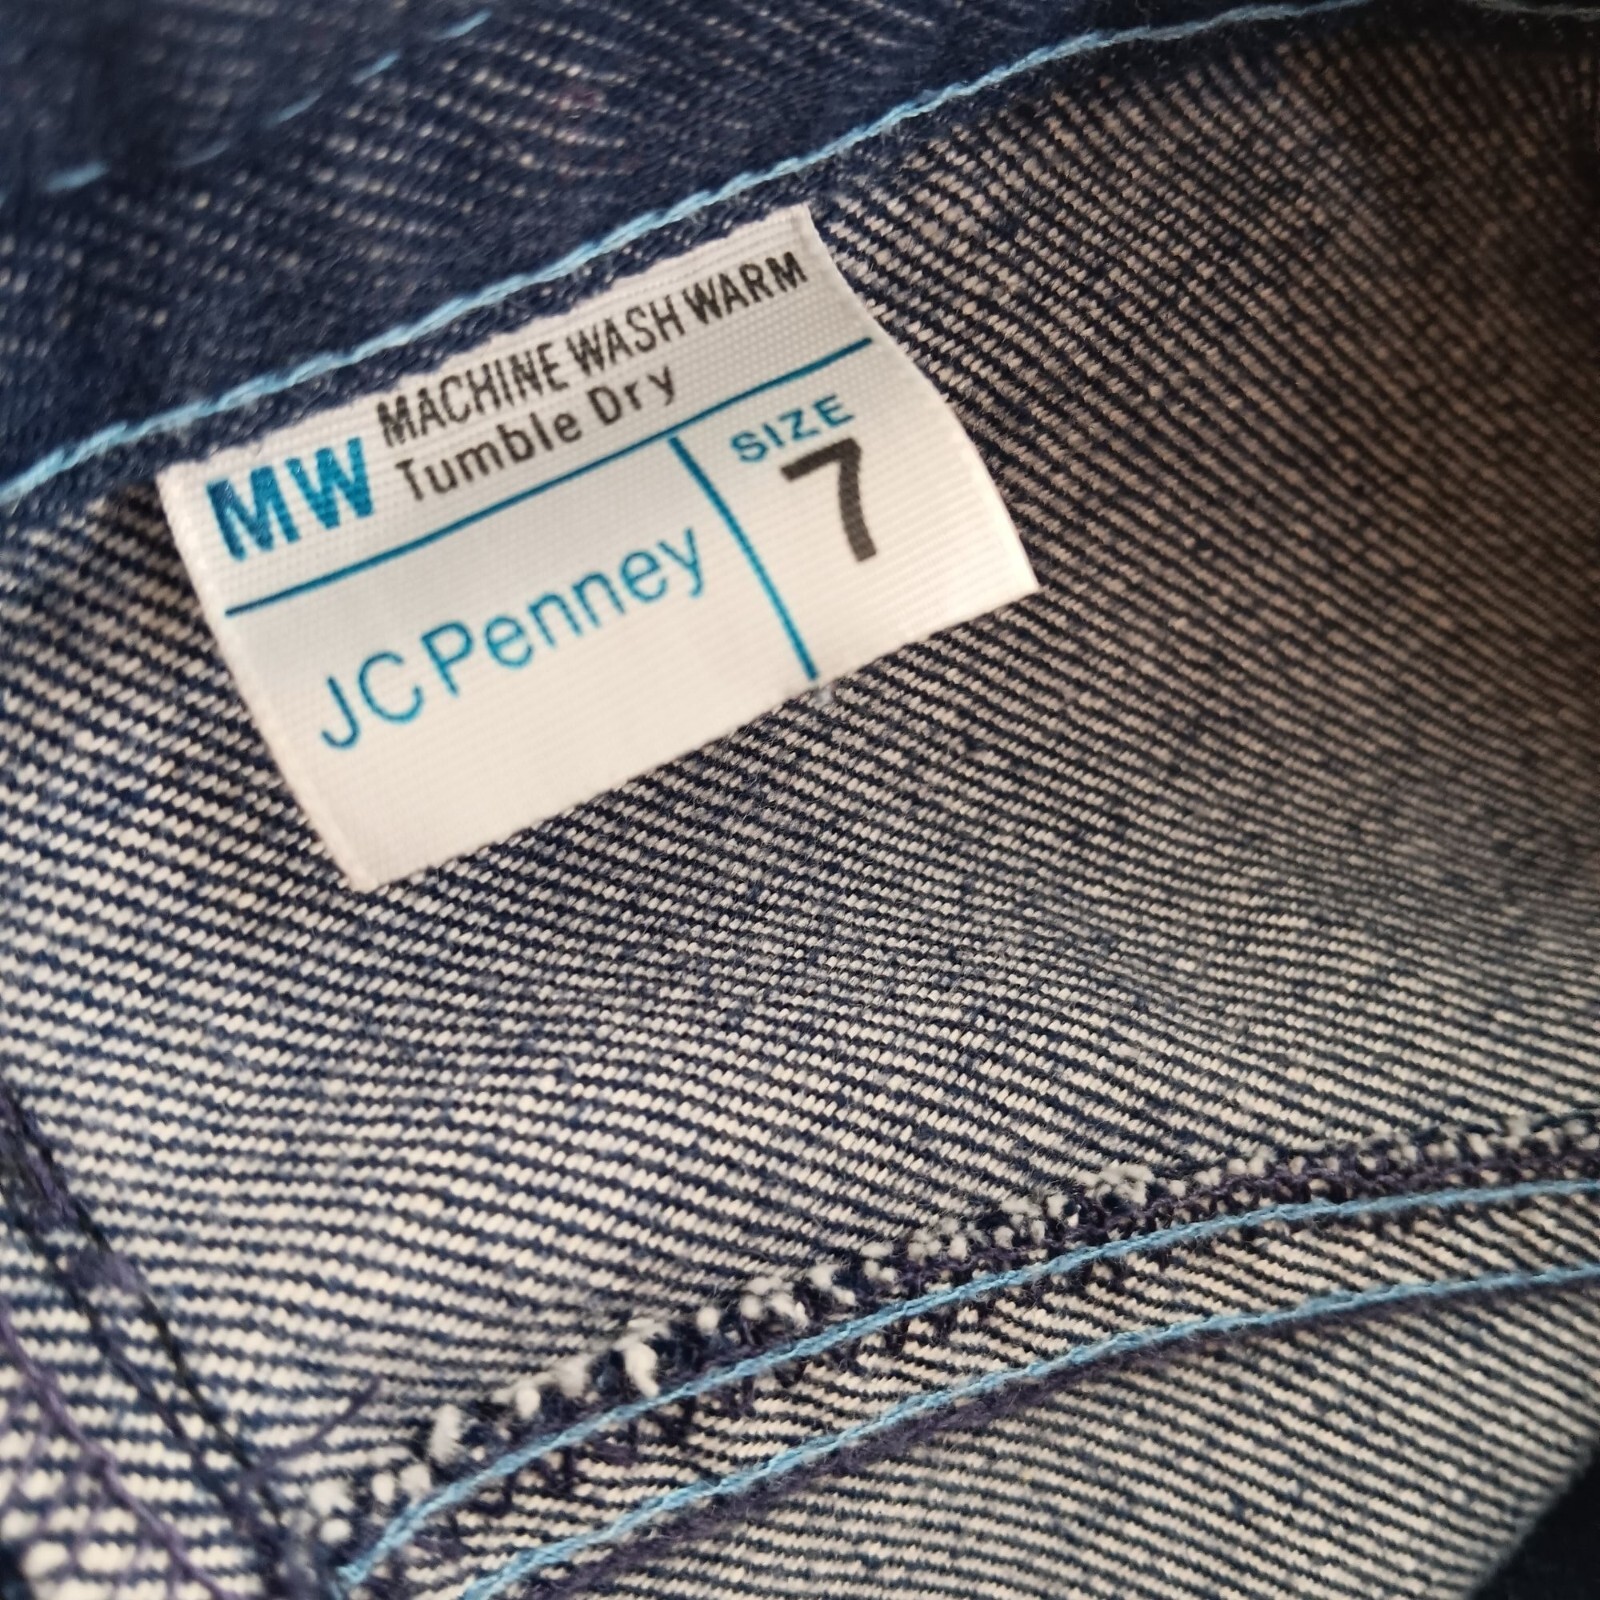 MW MACHINE WASH WARM
Tumble Dry
JCPenney
SIZE
7